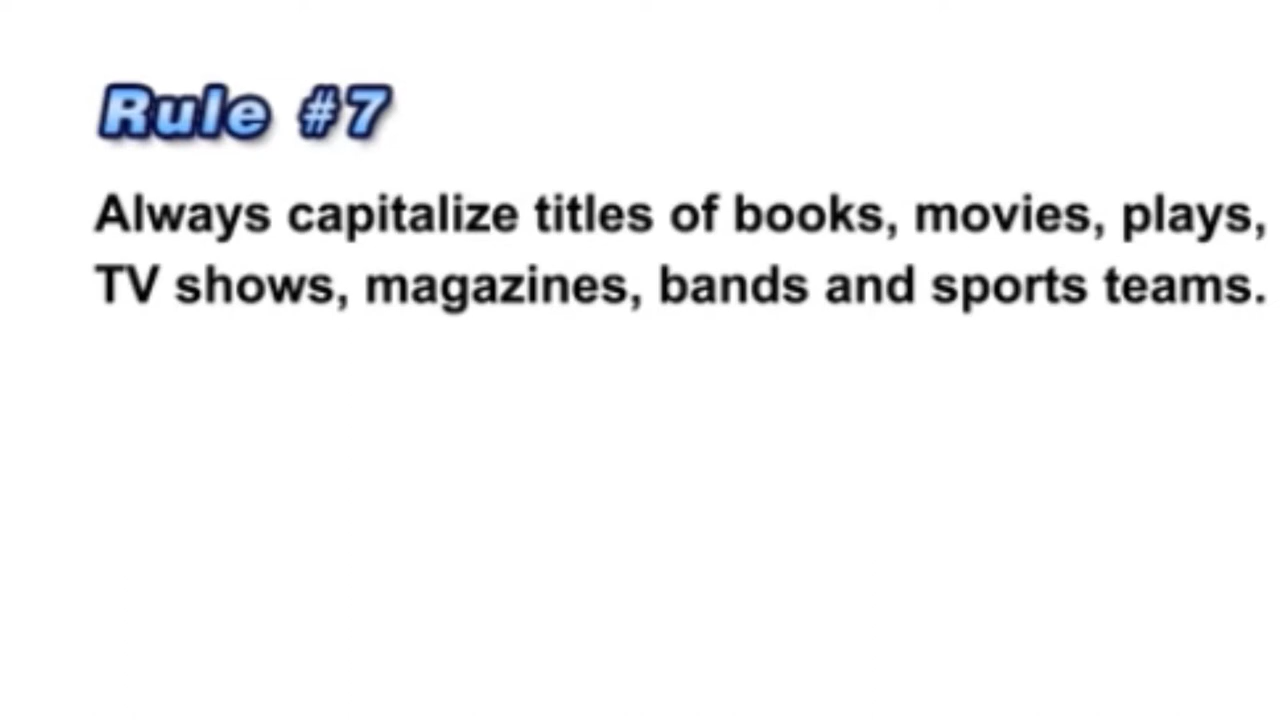 Rule #7
Always capitalize titles of books, movies, plays,
TV shows, magazines, bands and sports teams.